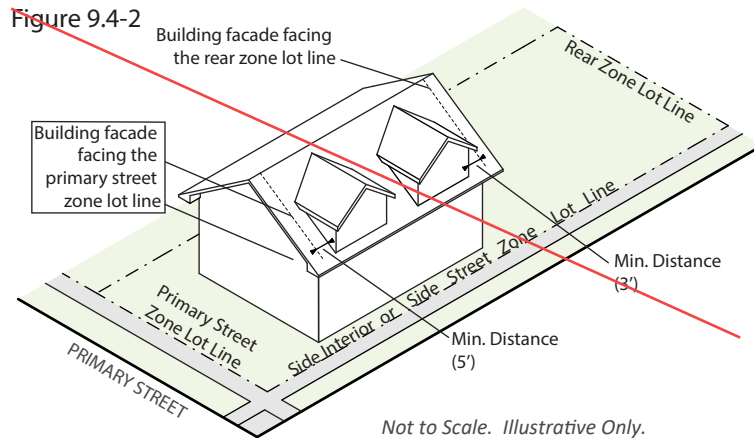 Figure 9.4-2
Building facade facing
the rear zone lot line
Rear Zone Lot Line
Building facade
facing the
primary street
zone lot line
Min. Distance
(3')
Side Interior or Side Street Zone Lot Line
Primary Street
Zone Lot Line
Min. Distance
(5')
PRIMARY STREET
Not to Scale. Illustrative Only.